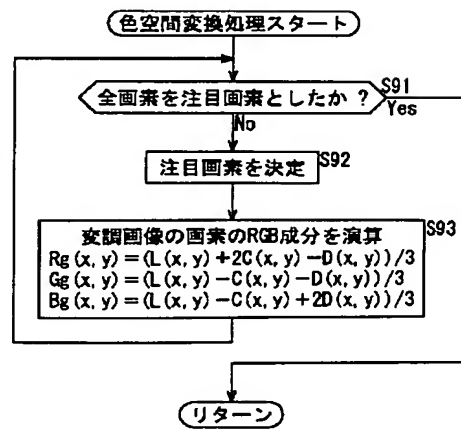 色空間変換処理スタート
全画素を注目画素としたか ?
S91
Yes
No
注目画素を決定
S92
変調画像の画素のRGB成分を演算
S93
Rg(x, y)=(L(x, y)+2C(x, y)-D(x, y))/3
Gg(x, y)=(L(x, y)-C(x, y)-D(x, y))/3
Bg(x, y)=(L(x, y)-C(x, y)+2D(x, y))/3
リターン